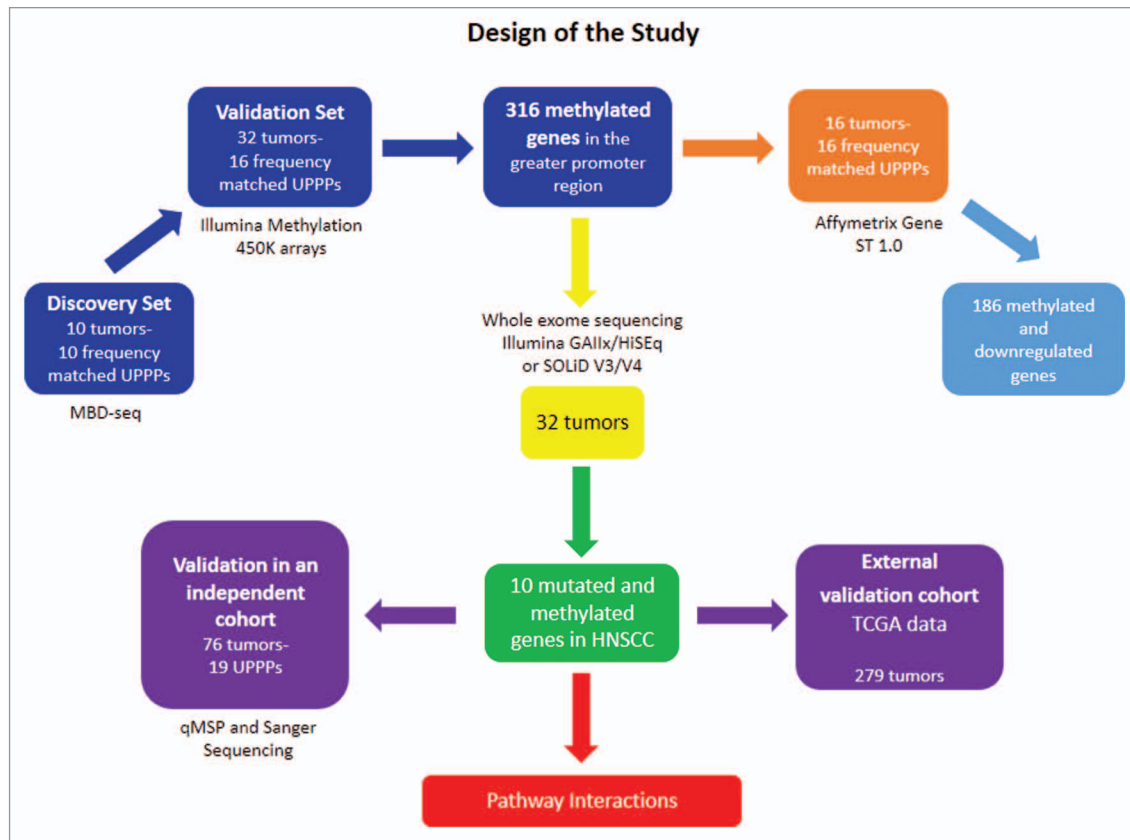 Design of the Study
Validation Set
32 tumors-
16 frequency
matched UPPPs
Illumina Methylation
450K arrays
316 methylated
genes in the
greater promoter
region
16 tumors-
16 frequency
matched UPPPs
Affymetrix Gene
ST 1.0
Discovery Set
10 tumors-
10 frequency
matched UPPPs
MBD-seq
186 methylated
and
downregulated
genes
Whole exome sequencing
Illumina GAIIx/HiSEq
or SOLiD V3/V4
32 tumors
Validation in an
independent
cohort
76 tumors-
19 UPPPs
qMSP and Sanger
Sequencing
10 mutated and
methylated
genes in HNSCC
External
validation cohort
TCGA data
279 tumors
Pathway Interactions